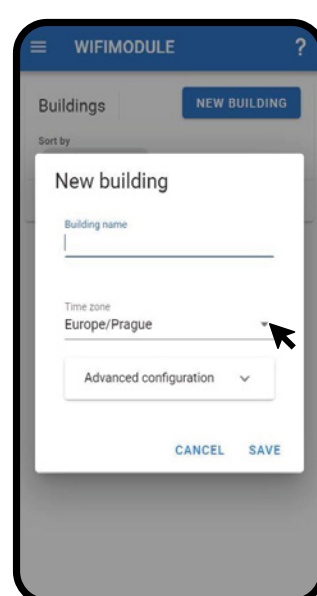 WIFIMODULE ?
Buildings NEW BUILDING
Sort by
New building
Building name
Time zone
Europe/Prague
Advanced configuration
CANCEL SAVE